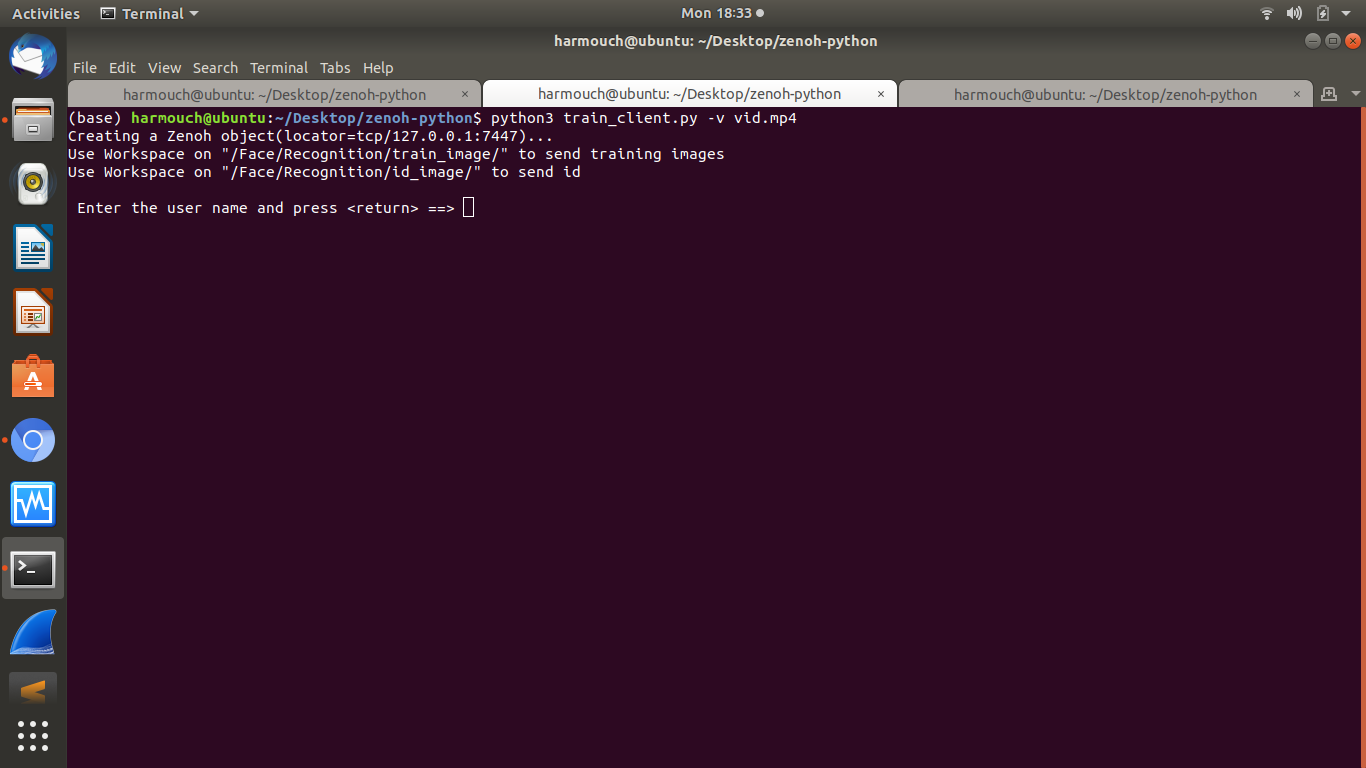 Activities Terminal Mon 18:33
harmouch@ubuntu: ~/Desktop/zenoh-python
File Edit View Search Terminal Tabs Help
harmouch@ubuntu: ~/Desktop/zenoh-python × harmouch@ubuntu: ~/Desktop/zenoh-python × harmouch@ubuntu: ~/Desktop/zenoh-python ×
(base) harmouch@ubuntu:~/Desktop/zenoh-python$ python3 train_client.py -v vid.mp4
Creating a Zenoh object(locator=tcp/127.0.0.1:7447)...
Use Workspace on "/Face/Recognition/train_image/" to send training images
Use Workspace on "/Face/Recognition/id_image/" to send id
Enter the user name and press <return> ==>